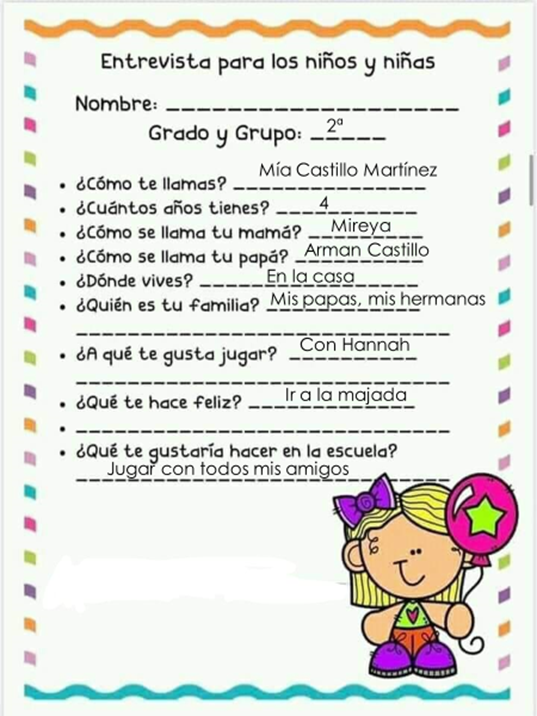 Entrevista para los niños y niñas
Nombre: ____________________
Grado y Grupo: 2ª
• ¿Cómo te llamas? Mía Castillo Martínez
• ¿Cuántos años tienes? 4
• ¿Cómo se llama tu mamá? Mireya
• ¿Cómo se llama tu papá? Arman Castillo
• ¿Dónde vives? En la casa
• ¿Quién es tu familia? Mis papas, mis hermanas
• ¿A qué te gusta jugar? Con Hannah
• ¿Qué te hace feliz? Ir a la majada
•
• ¿Qué te gustaría hacer en la escuela?
Jugar con todos mis amigos